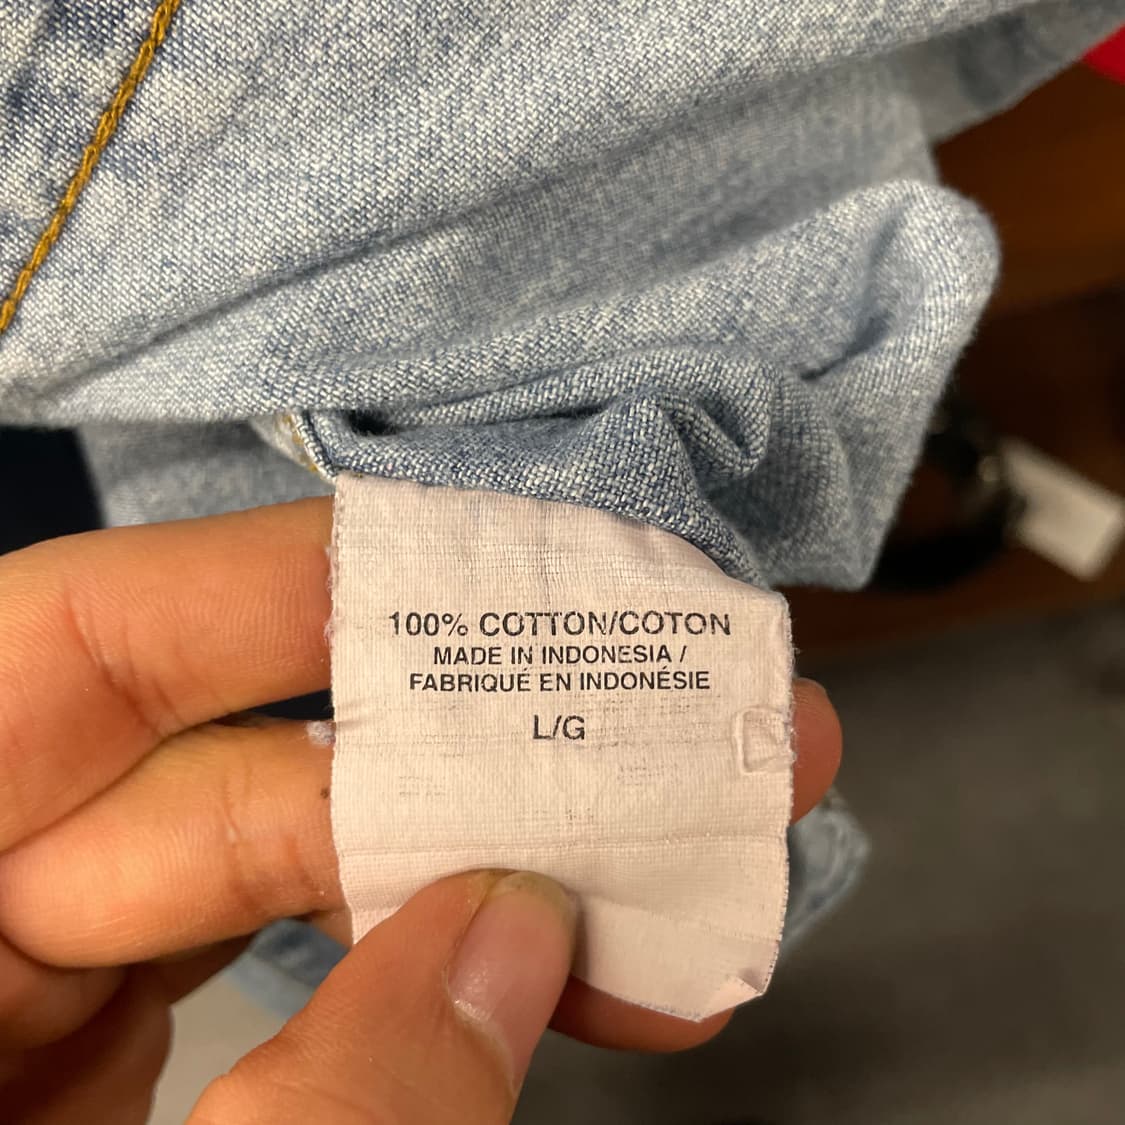 100% COTTON/COTON
MADE IN INDONESIA /
FABRIQUÉ EN INDONÉSIE
L/G